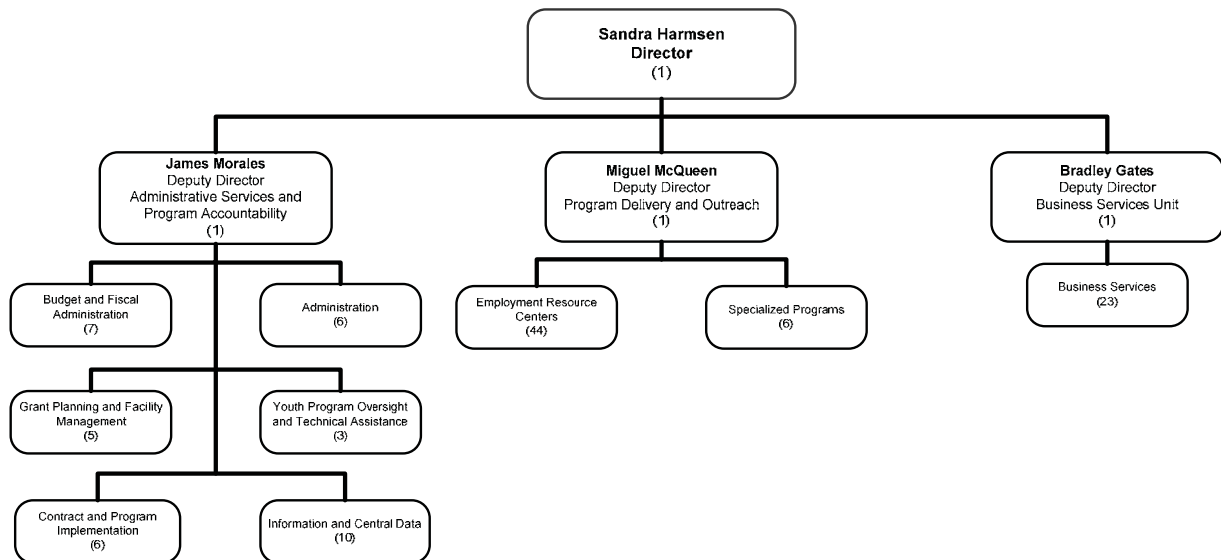 Sandra Harmsen
Director
(1)
James Morales
Deputy Director
Administrative Services and
Program Accountability
(1)
Miguel McQueen
Deputy Director
Program Delivery and Outreach
(1)
Bradley Gates
Deputy Director
Business Services Unit
(1)
Budget and Fiscal
Administration
(7)
Administration
(6)
Employment Resource
Centers
(44)
Specialized Programs
(6)
Business Services
(23)
Grant Planning and Facility
Management
(5)
Youth Program Oversight
and Technical Assistance
(3)
Contract and Program
Implementation
(6)
Information and Central Data
(10)